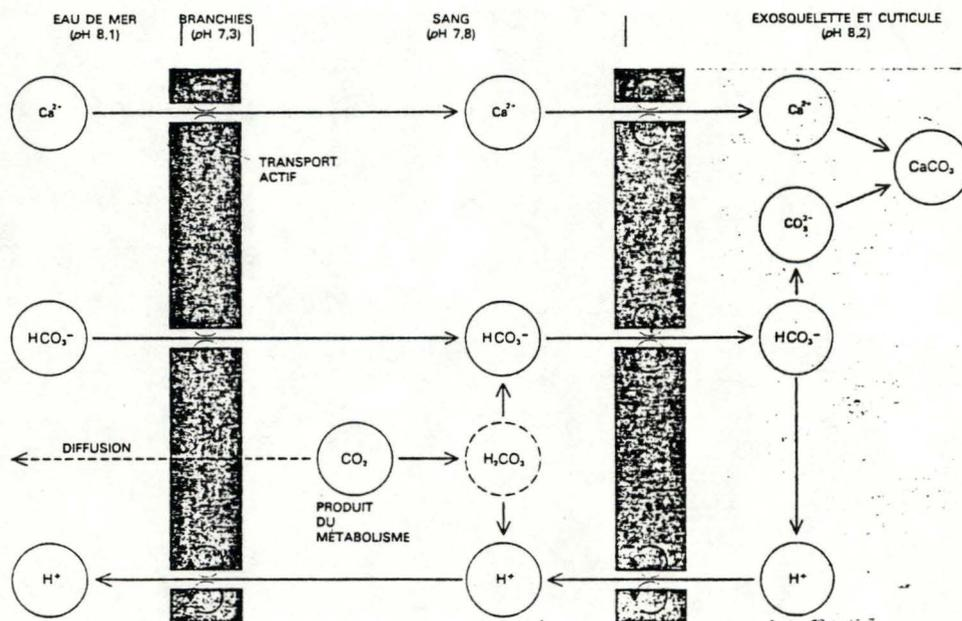 EAU DE MER
(pH 8,1)
BRANCHIES
(pH 7,3)
SANG
(pH 7,8)
EXOSQUELETTE ET CUTICULE
(pH 8,2)
Ca²⁺
Ca²⁺
Ca²⁺
TRANSPORT
ACTIF
CaCO₃
CO₃²⁻
HCO₃⁻
HCO₃⁻
HCO₃⁻
DIFFUSION
CO₂
H₂CO₃
PRODUIT
DU
MÉTABOLISME
H⁺
H⁺
H⁺